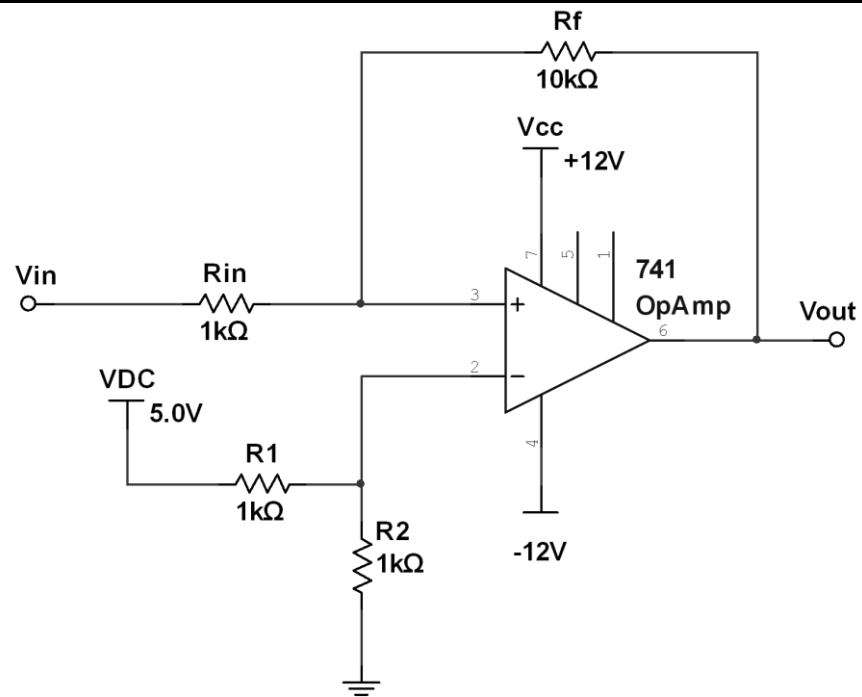 Rf
10kΩ
Vcc
+12V
7
5
1
741
OpAmp
Vin
Rin
1kΩ
3
+
6
Vout
2
−
VDC
5.0V
4
R1
1kΩ
R2
1kΩ
-12V